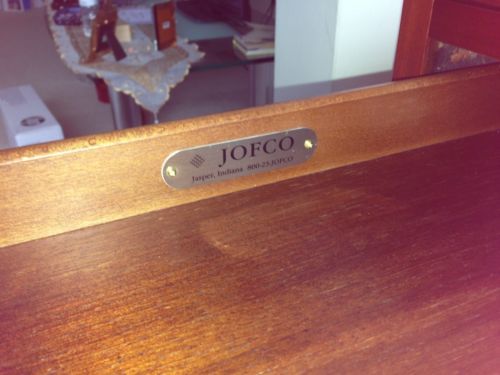 JOFCO
Jasper, Indiana 800-23-JOFCO